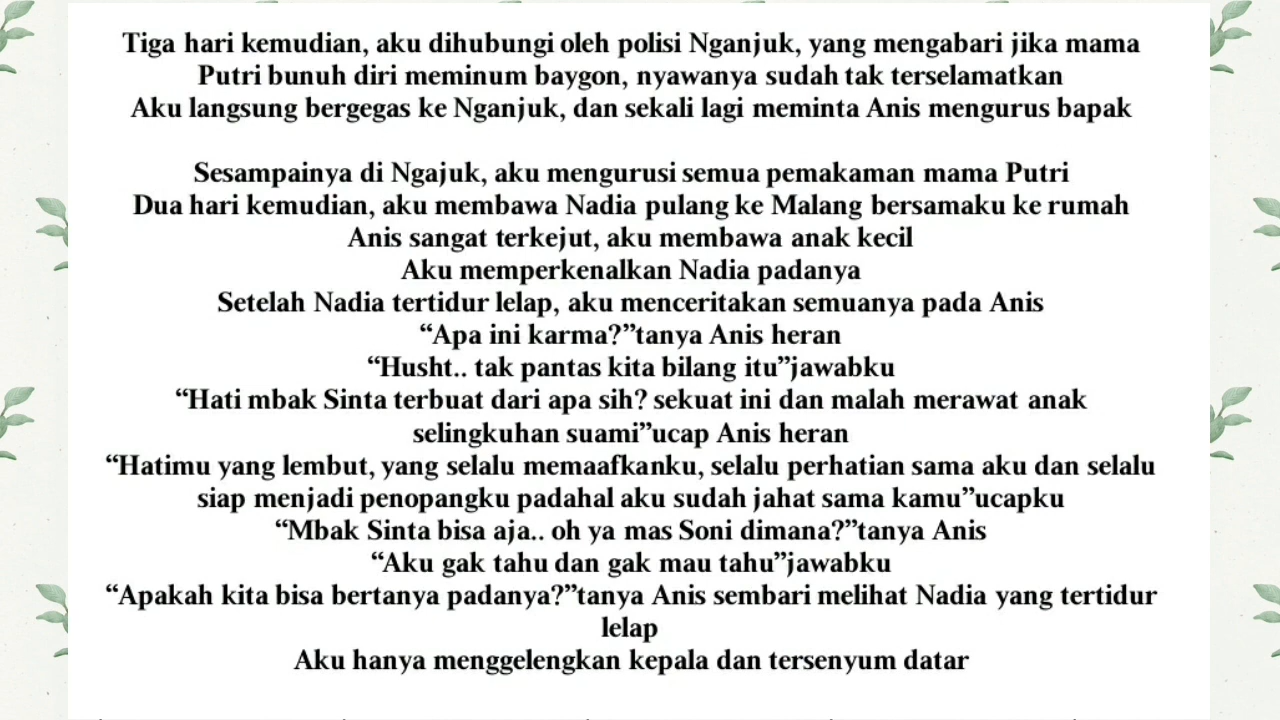 Tiga hari kemudian, aku dihubungi oleh polisi Nganjuk, yang mengabari jika mama
Putri bunuh diri meminum baygon, nyawanya sudah tak terselamatkan
Aku langsung bergegas ke Nganjuk, dan sekali lagi meminta Anis mengurus bapak
Sesampainya di Ngajuk, aku mengurusi semua pemakaman mama Putri
Dua hari kemudian, aku membawa Nadia pulang ke Malang bersamaku ke rumah
Anis sangat terkejut, aku membawa anak kecil
Aku memperkenalkan Nadia padanya
Setelah Nadia tertidur lelap, aku menceritakan semuanya pada Anis
“Apa ini karma?”tanya Anis heran
“Husht.. tak pantas kita bilang itu”jawabku
“Hati mbak Sinta terbuat dari apa sih? sekuat ini dan malah merawat anak
selingkuhan suami”ucap Anis heran
“Hatimu yang lembut, yang selalu memaafkanku, selalu perhatian sama aku dan selalu
siap menjadi penopangku padahal aku sudah jahat sama kamu”ucapku
“Mbak Sinta bisa aja.. oh ya mas Soni dimana?”tanya Anis
“Aku gak tahu dan gak mau tahu”jawabku
“Apakah kita bisa bertanya padanya?”tanya Anis sembari melihat Nadia yang tertidur
lelap
Aku hanya menggelengkan kepala dan tersenyum datar